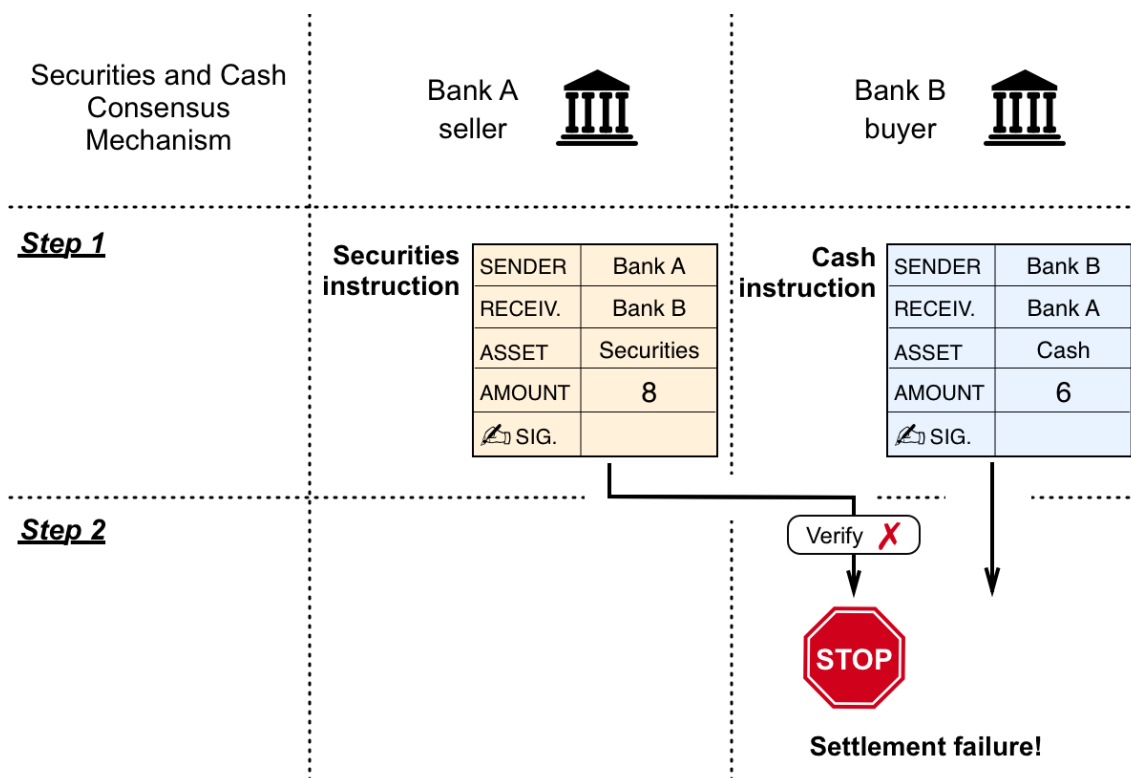 Securities and Cash
Consensus
Mechanism
Bank A
seller
Bank B
buyer
Step 1
Securities
instruction
SENDER Bank A
RECEIV. Bank B
ASSET Securities
AMOUNT 8
✍ SIG.
Cash
instruction
SENDER Bank B
RECEIV. Bank A
ASSET Cash
AMOUNT 6
✍ SIG.
Step 2
Verify ✗
STOP
Settlement failure!